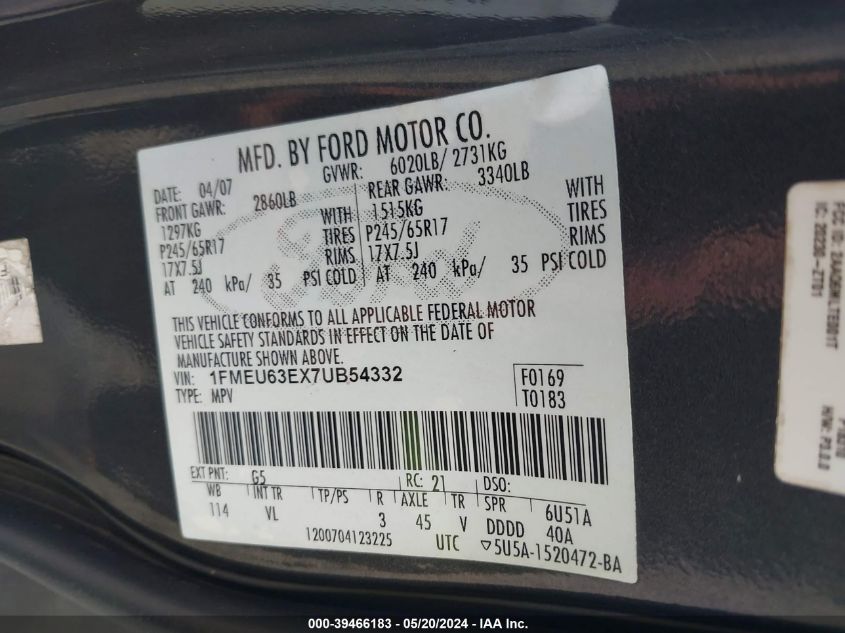 MFD. BY FORD MOTOR CO.
DATE: 04/07 GVWR: 6020LB/ 2731KG
FRONT GAWR: 2860LB REAR GAWR: 3340LB
1297KG WITH 1515KG WITH
P245/65R17 TIRES P245/65R17 TIRES
17X7.5J RIMS 17X7.5J RIMS
AT 240 kPa/ 35 PSI COLD AT 240 kPa/ 35 PSI COLD
Ford
THIS VEHICLE CONFORMS TO ALL APPLICABLE FEDERAL MOTOR
VEHICLE SAFETY STANDARDS IN EFFECT ON THE DATE OF
MANUFACTURE SHOWN ABOVE.
VIN: 1FMEU63EX7UB54332 F0169
TYPE: MPV T0183
EXT PNT: G5 RC: 21 DSO:
WB INT TR TP/PS R AXLE TR SPR 6U51A
114 VL 3 45 V DDDD 40A
1200704123225 UTC ▽5U5A-1520472-BA
H/W: P3.0.0
000-39466183 - 05/20/2024 - IAA Inc.